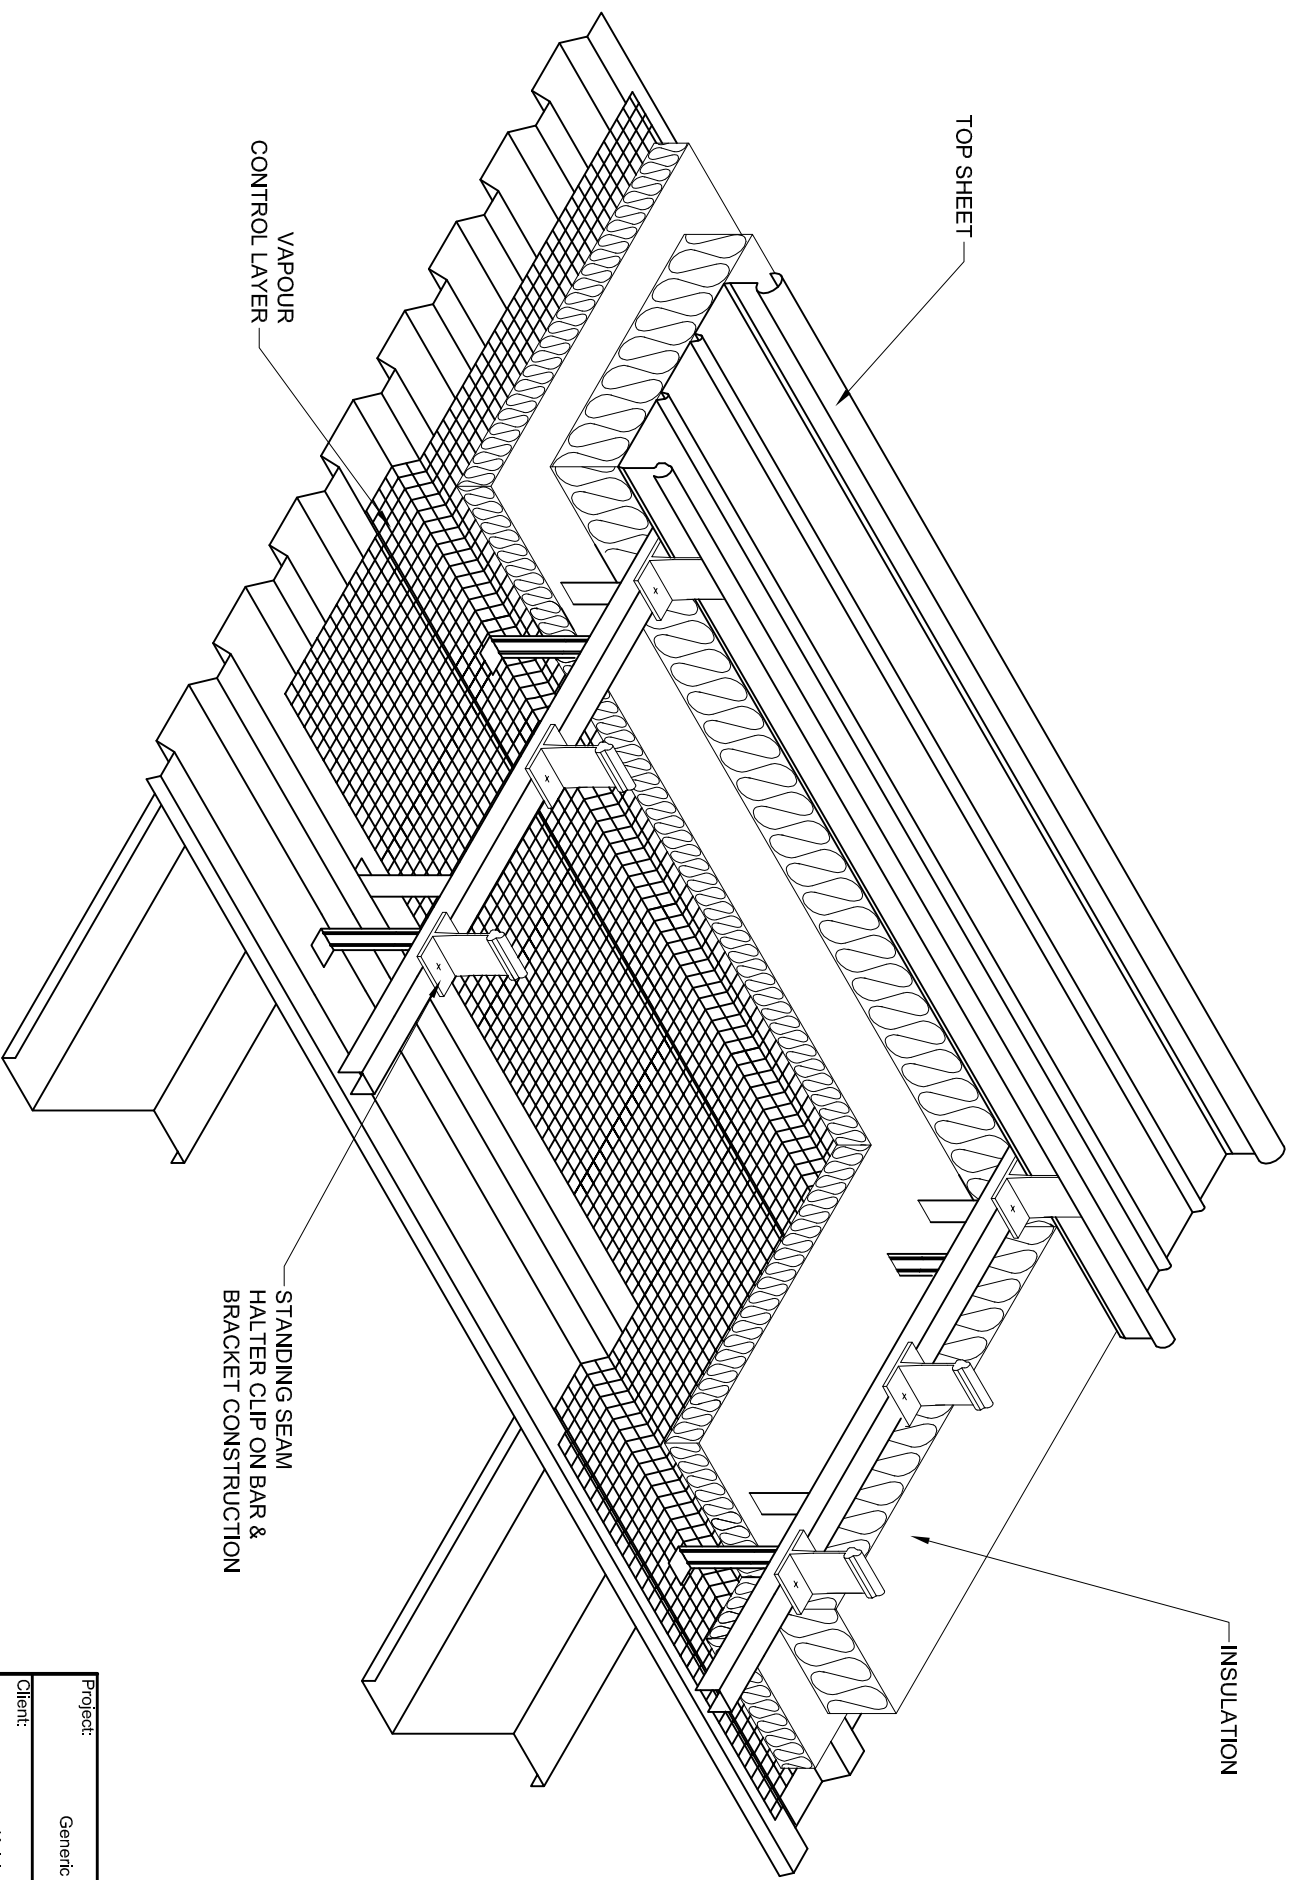 TOP SHEET
INSULATION
VAPOUR
CONTROL LAYER
STANDING SEAM
HALTER CLIP ON BAR &
BRACKET CONSTRUCTION
Project:
Generic
Client: